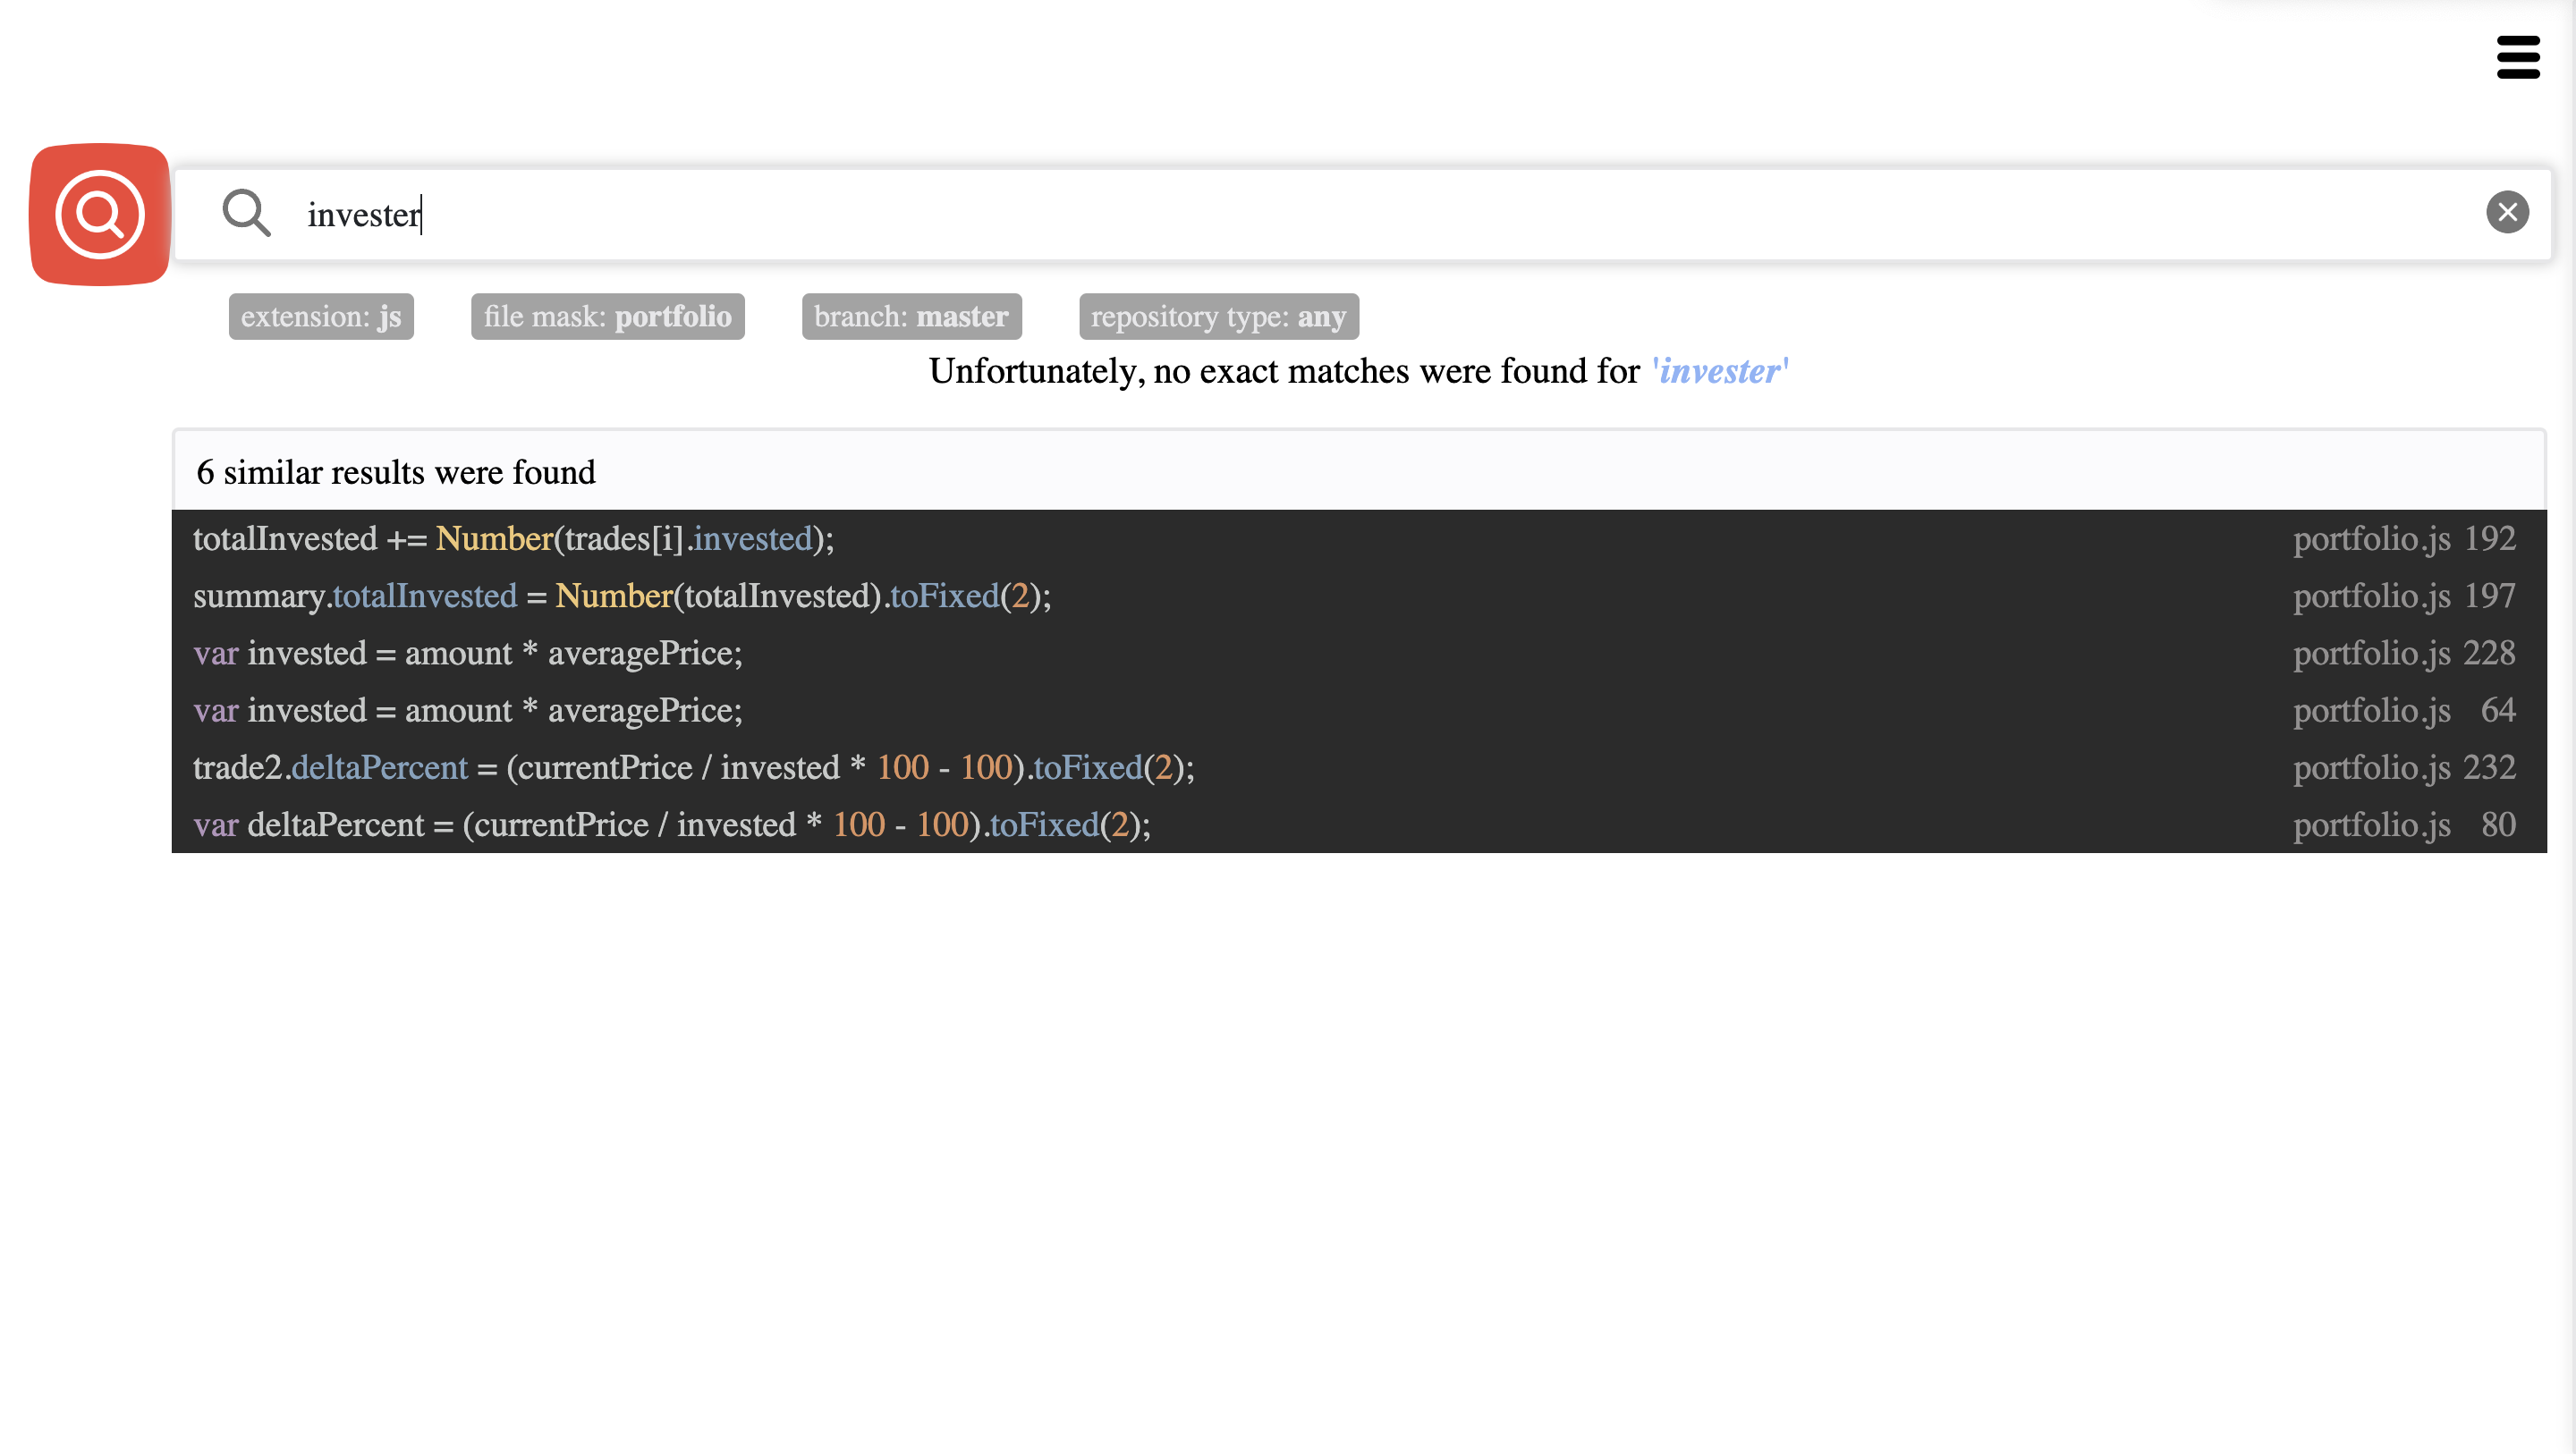 invester
extension: js file mask: portfolio branch: master repository type: any
Unfortunately, no exact matches were found for 'invester'
6 similar results were found
totalInvested += Number(trades[i].invested); portfolio.js 192
summary.totalInvested = Number(totalInvested).toFixed(2); portfolio.js 197
var invested = amount * averagePrice; portfolio.js 228
var invested = amount * averagePrice; portfolio.js 64
trade2.deltaPercent = (currentPrice / invested * 100 - 100).toFixed(2); portfolio.js 232
var deltaPercent = (currentPrice / invested * 100 - 100).toFixed(2); portfolio.js 80